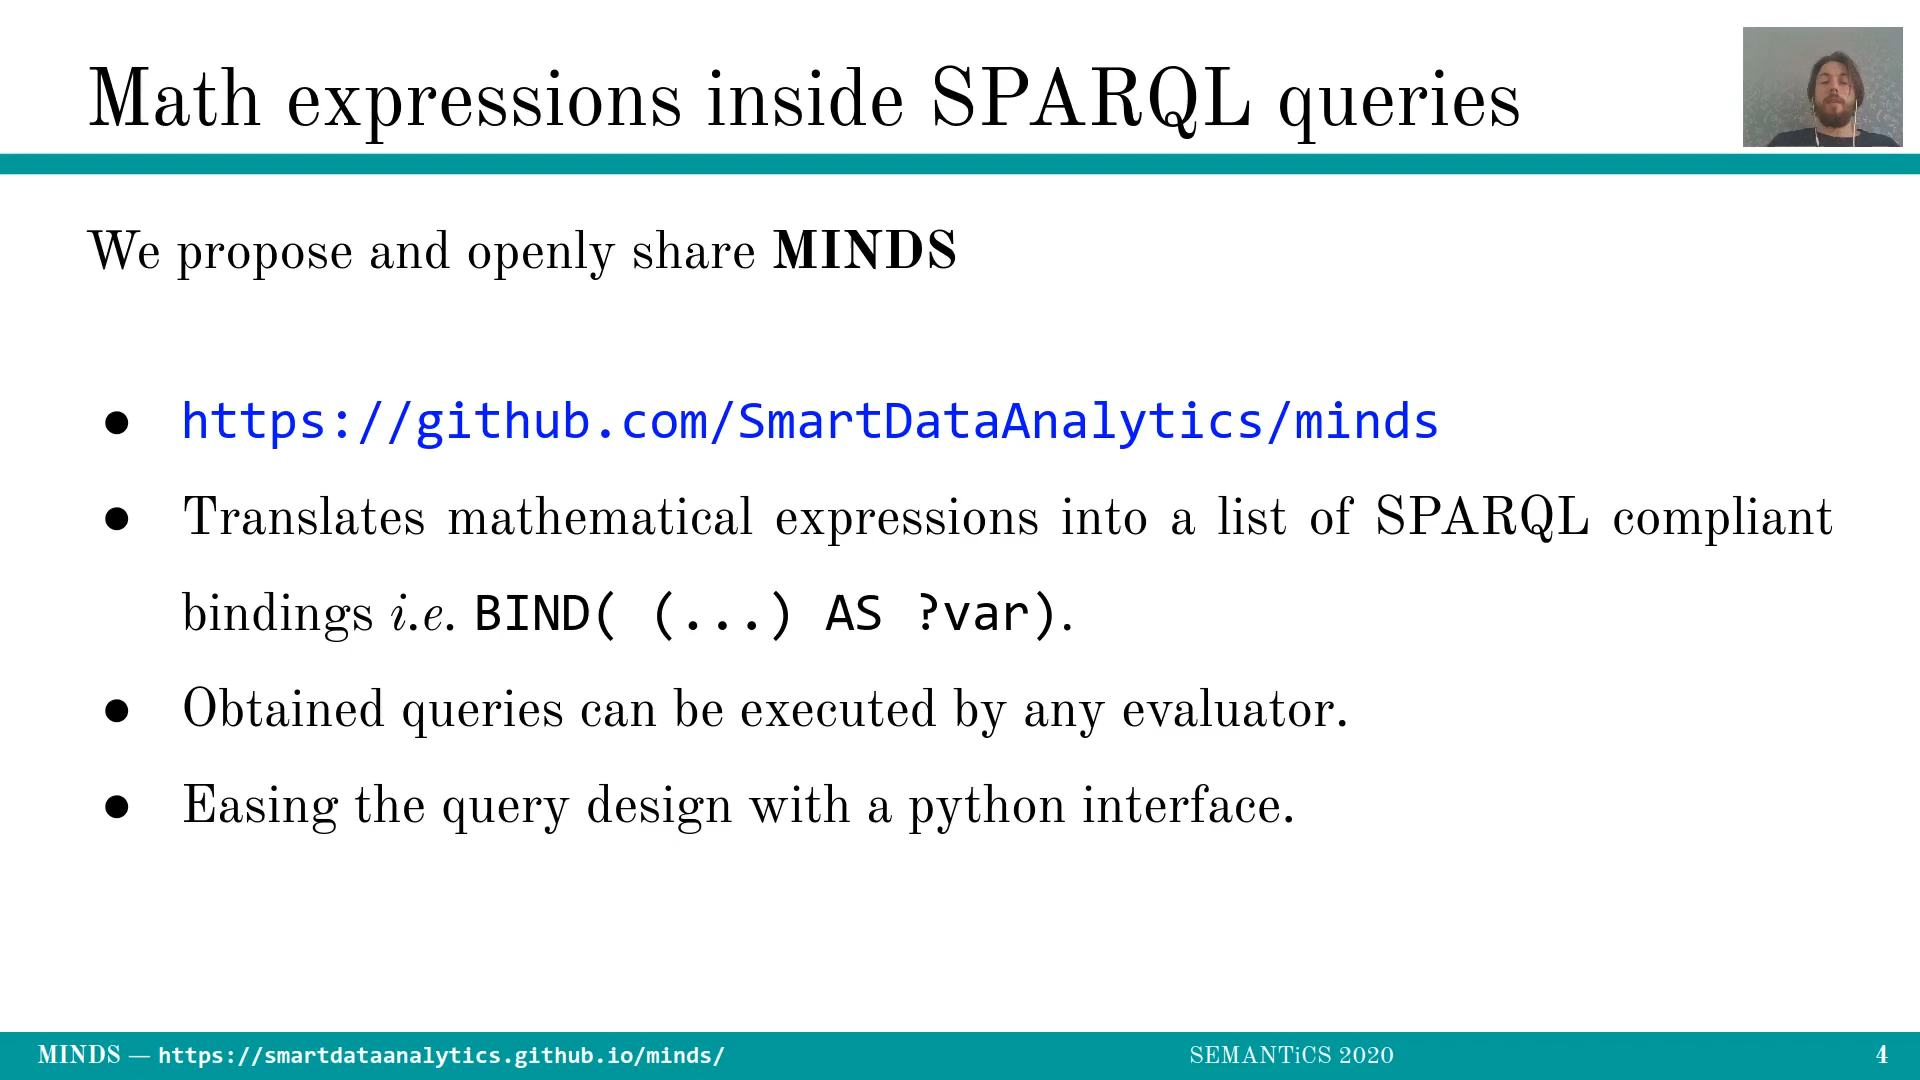 Math expressions inside SPARQL queries
We propose and openly share MINDS
● https://github.com/SmartDataAnalytics/minds
● Translates mathematical expressions into a list of SPARQL compliant
bindings i.e. BIND( (...) AS ?var).
● Obtained queries can be executed by any evaluator.
● Easing the query design with a python interface.
MINDS — https://smartdataanalytics.github.io/minds/ SEMANTiCS 2020 4